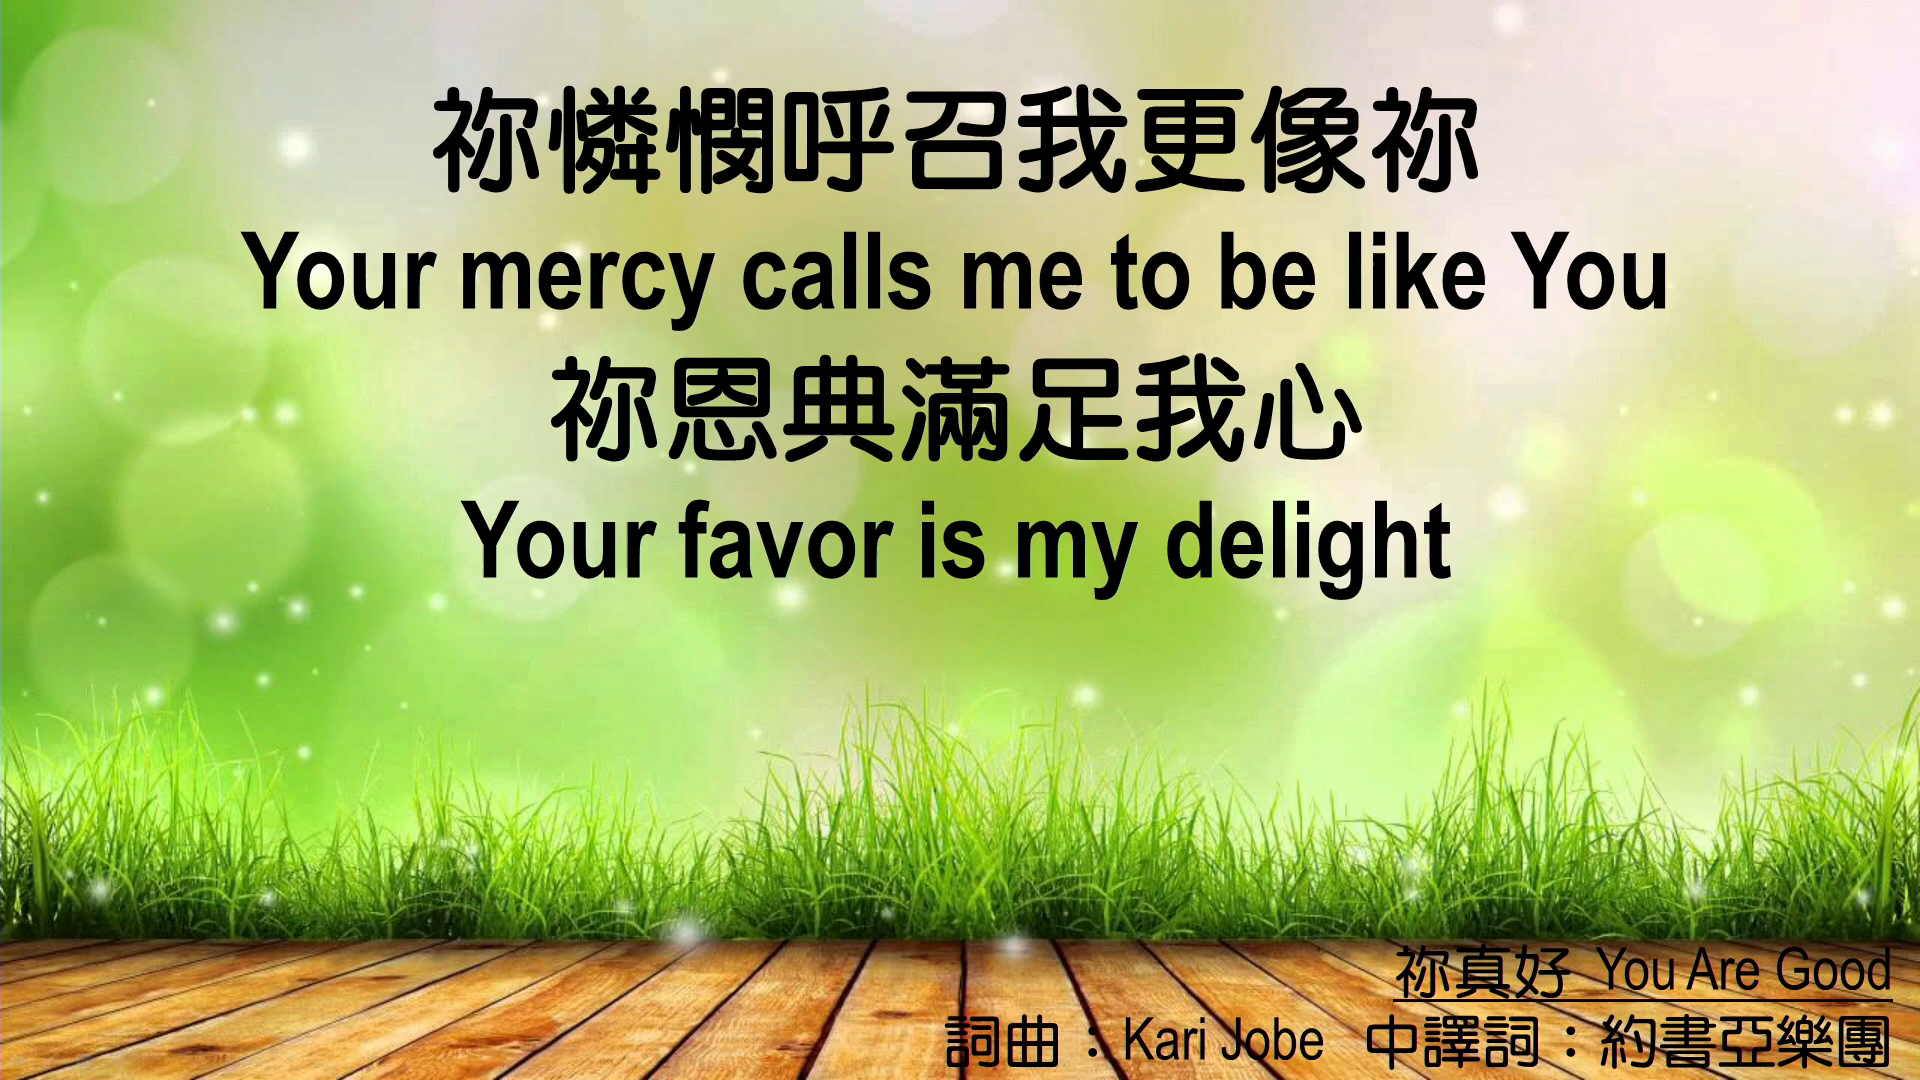 祢憐憫呼召我更像祢
Your mercy calls me to be like You
祢恩典滿足我心
Your favor is my delight
祢真好 You Are Good
詞曲：Kari Jobe 中譯詞：約書亞樂團